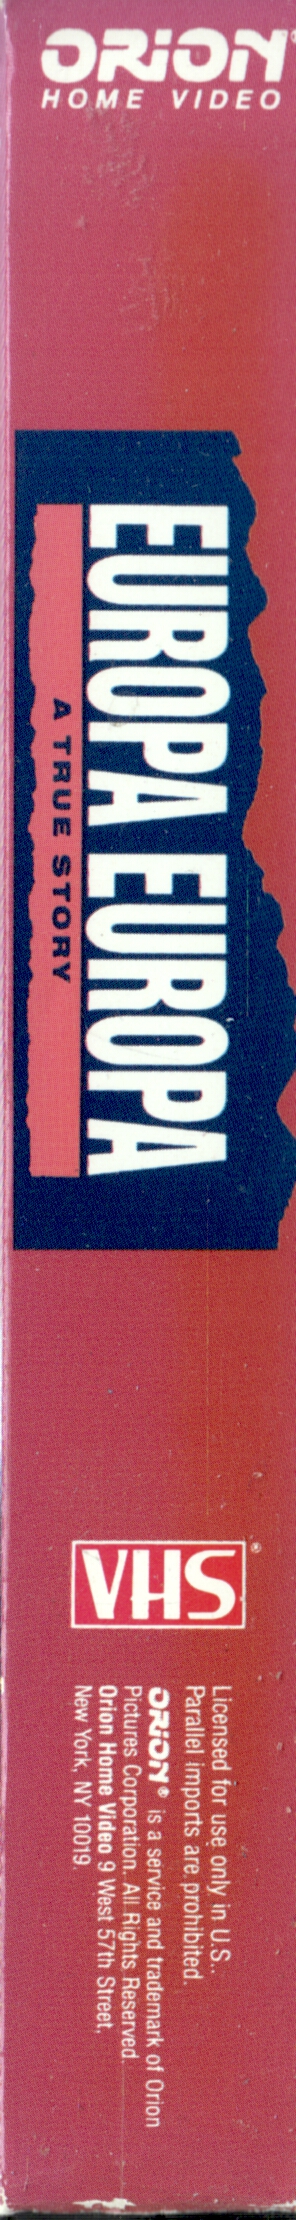 ORION®
HOME VIDEO
EUROPA EUROPA
A TRUE STORY
VHS®
Licensed for use only in U.S..
Parallel imports are prohibited.
ORION® is a service and trademark of Orion
Pictures Corporation. All Rights Reserved.
Orion Home Video 9 West 57th Street,
New York, NY 10019.